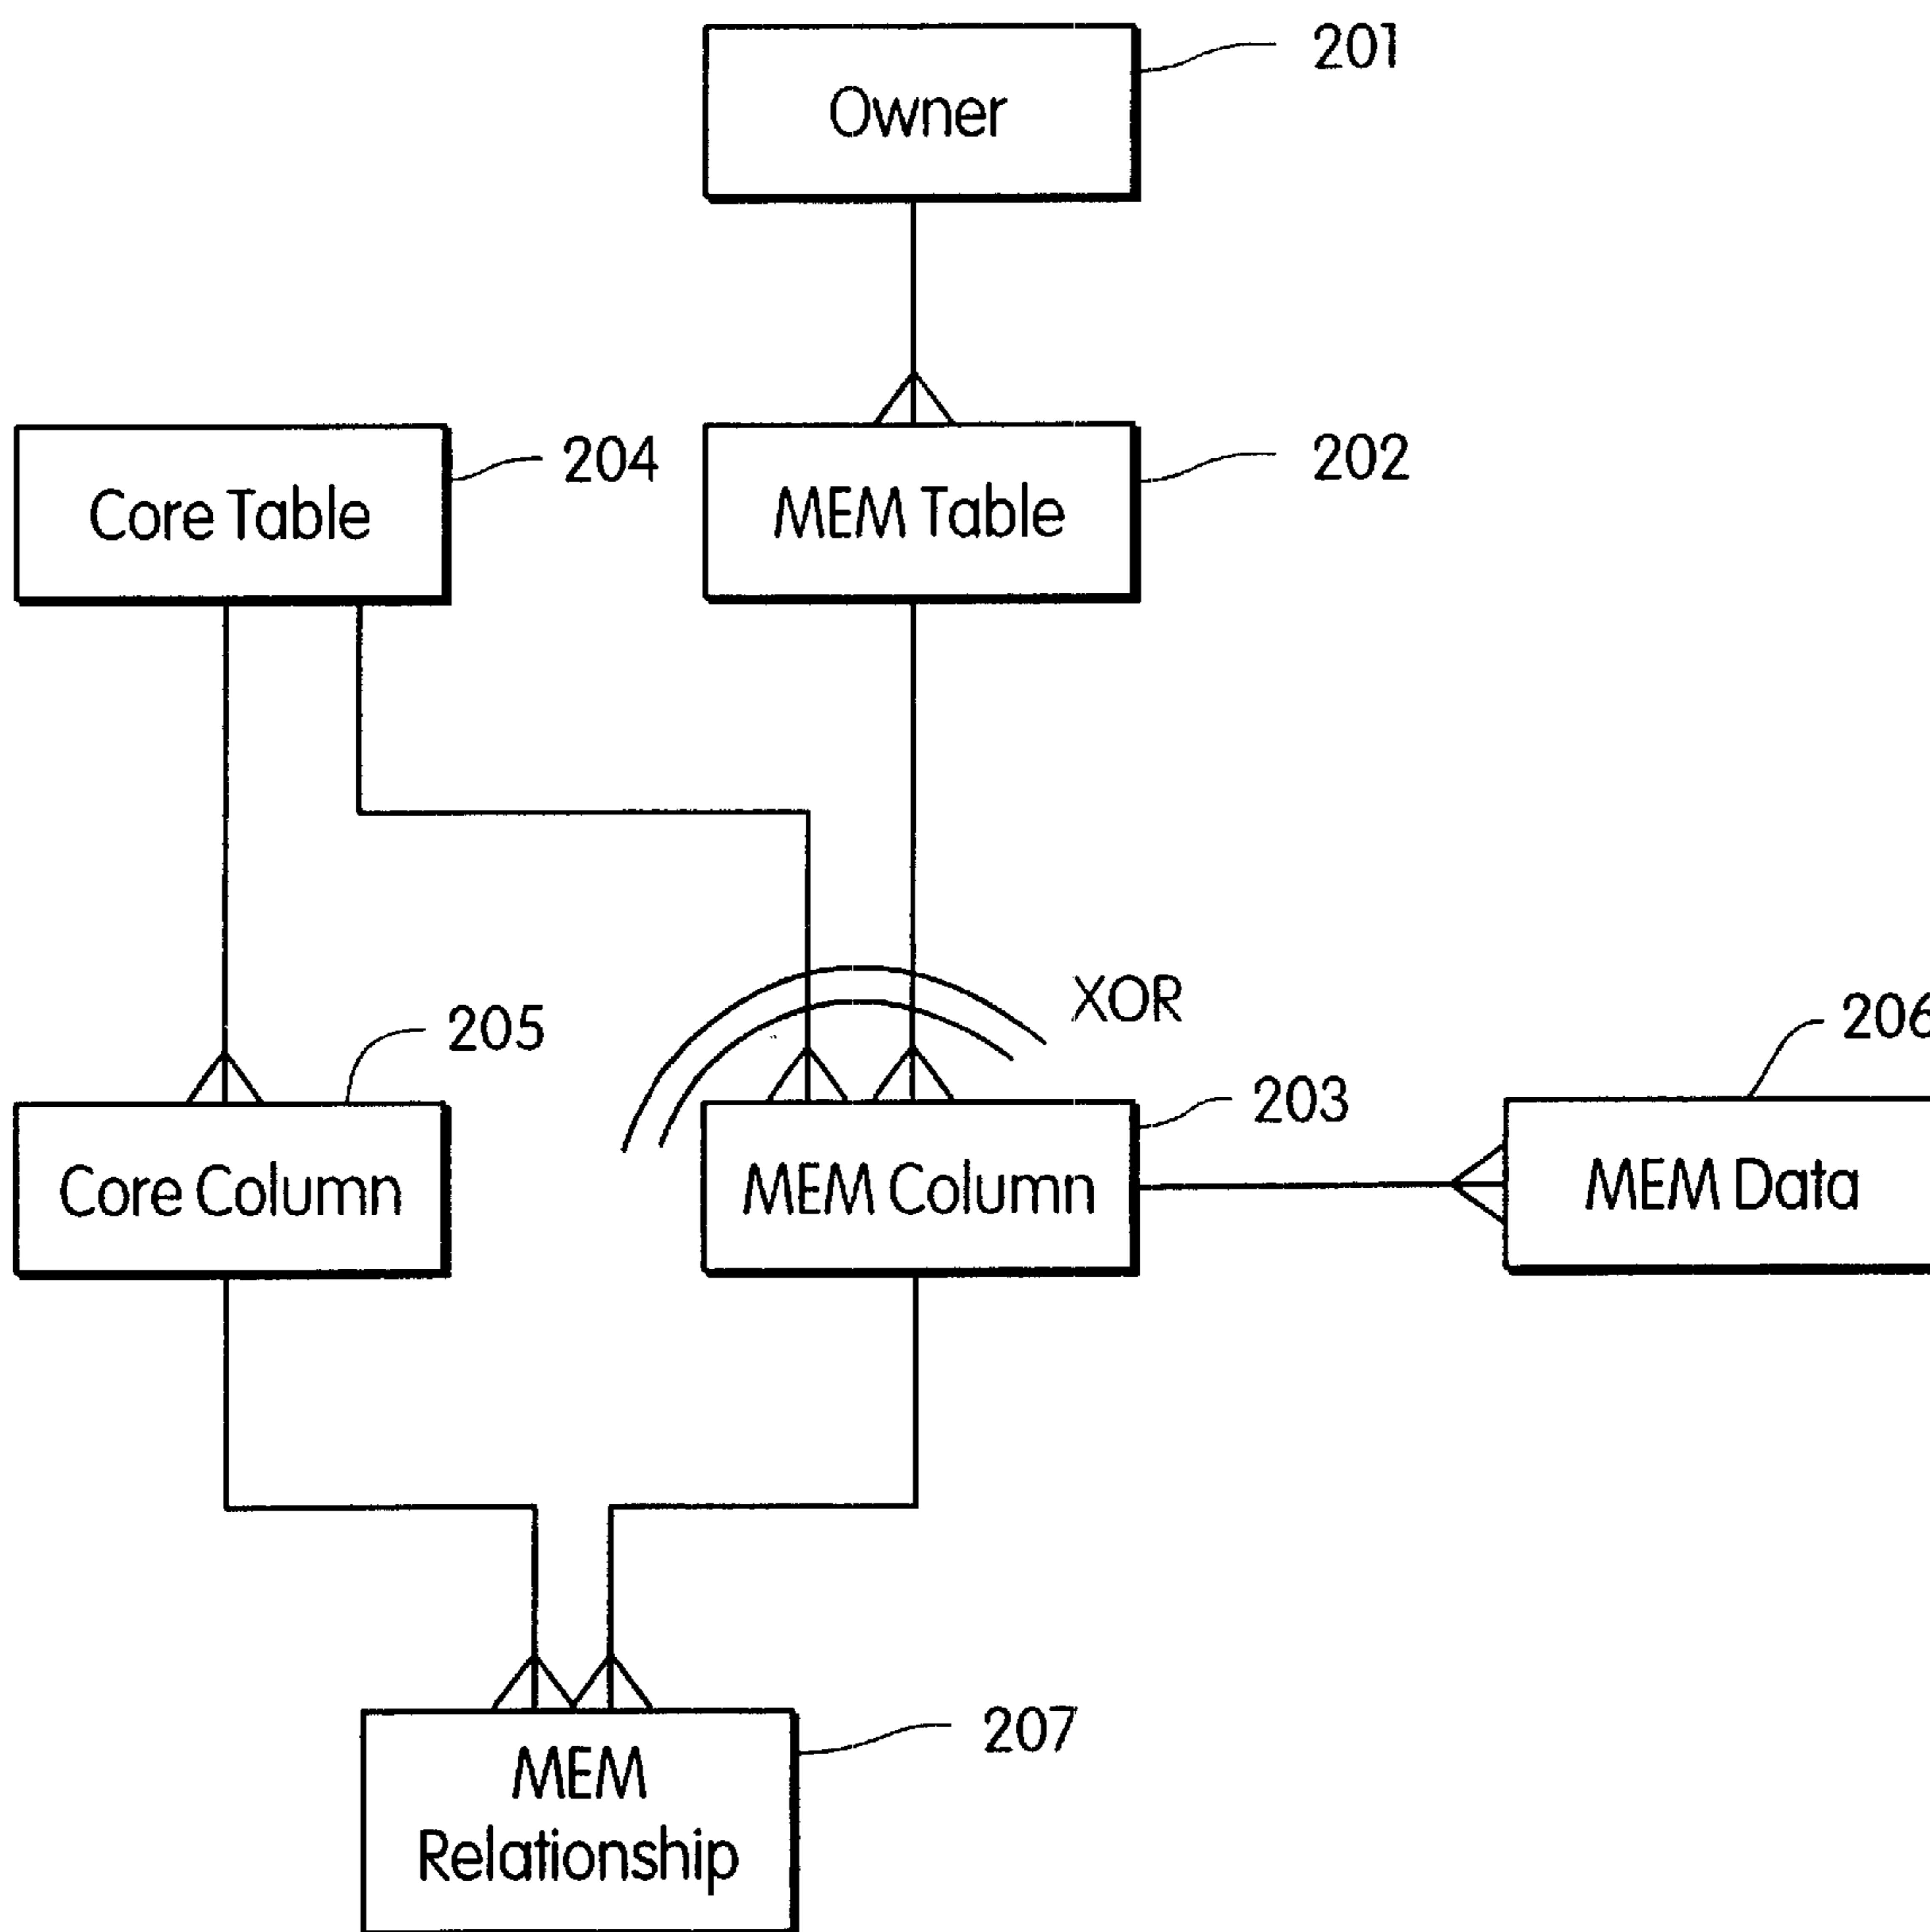 201
Owner
204
202
Core Table
MEM Table
XOR
205
206
203
Core Column
MEM Column
MEM Data
207
MEM
Relationship